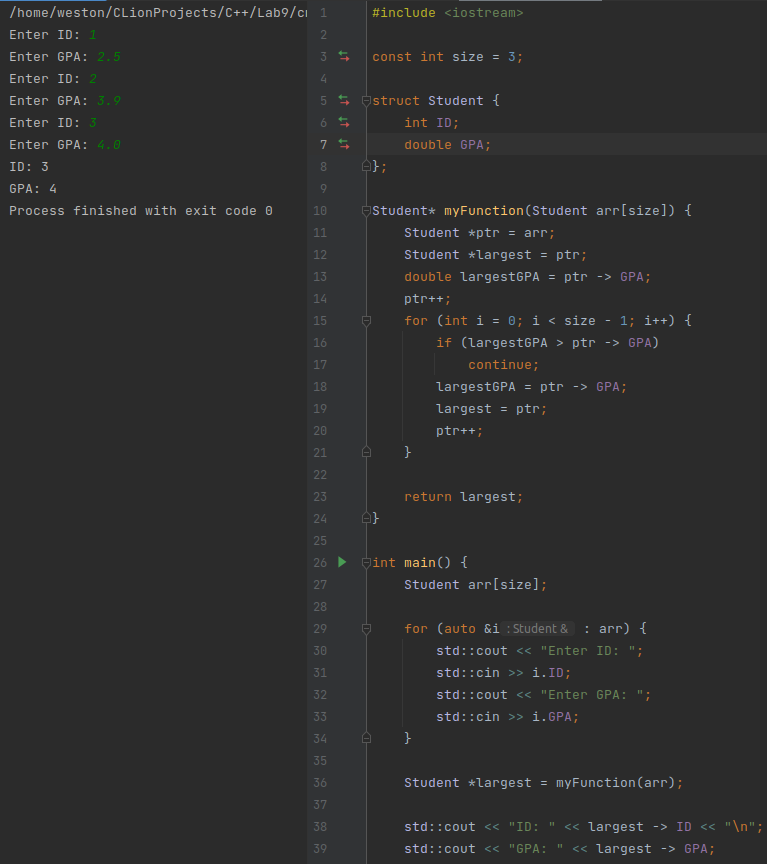 /home/weston/CLionProjects/C++/Lab9/c
Enter ID: 1
Enter GPA: 2.5
Enter ID: 2
Enter GPA: 3.9
Enter ID: 3
Enter GPA: 4.0
ID: 3
GPA: 4
Process finished with exit code 0
1 #include <iostream>
2
3 const int size = 3;
4
5 struct Student {
6 int ID;
7 double GPA;
8 };
9
10 Student* myFunction(Student arr[size]) {
11 Student *ptr = arr;
12 Student *largest = ptr;
13 double largestGPA = ptr -> GPA;
14 ptr++;
15 for (int i = 0; i < size - 1; i++) {
16 if (largestGPA > ptr -> GPA)
17 continue;
18 largestGPA = ptr -> GPA;
19 largest = ptr;
20 ptr++;
21 }
22
23 return largest;
24 }
25
26 int main() {
27 Student arr[size];
28
29 for (auto &i : Student & : arr) {
30 std::cout << "Enter ID: ";
31 std::cin >> i.ID;
32 std::cout << "Enter GPA: ";
33 std::cin >> i.GPA;
34 }
35
36 Student *largest = myFunction(arr);
37
38 std::cout << "ID: " << largest -> ID << "\n";
39 std::cout << "GPA: " << largest -> GPA;